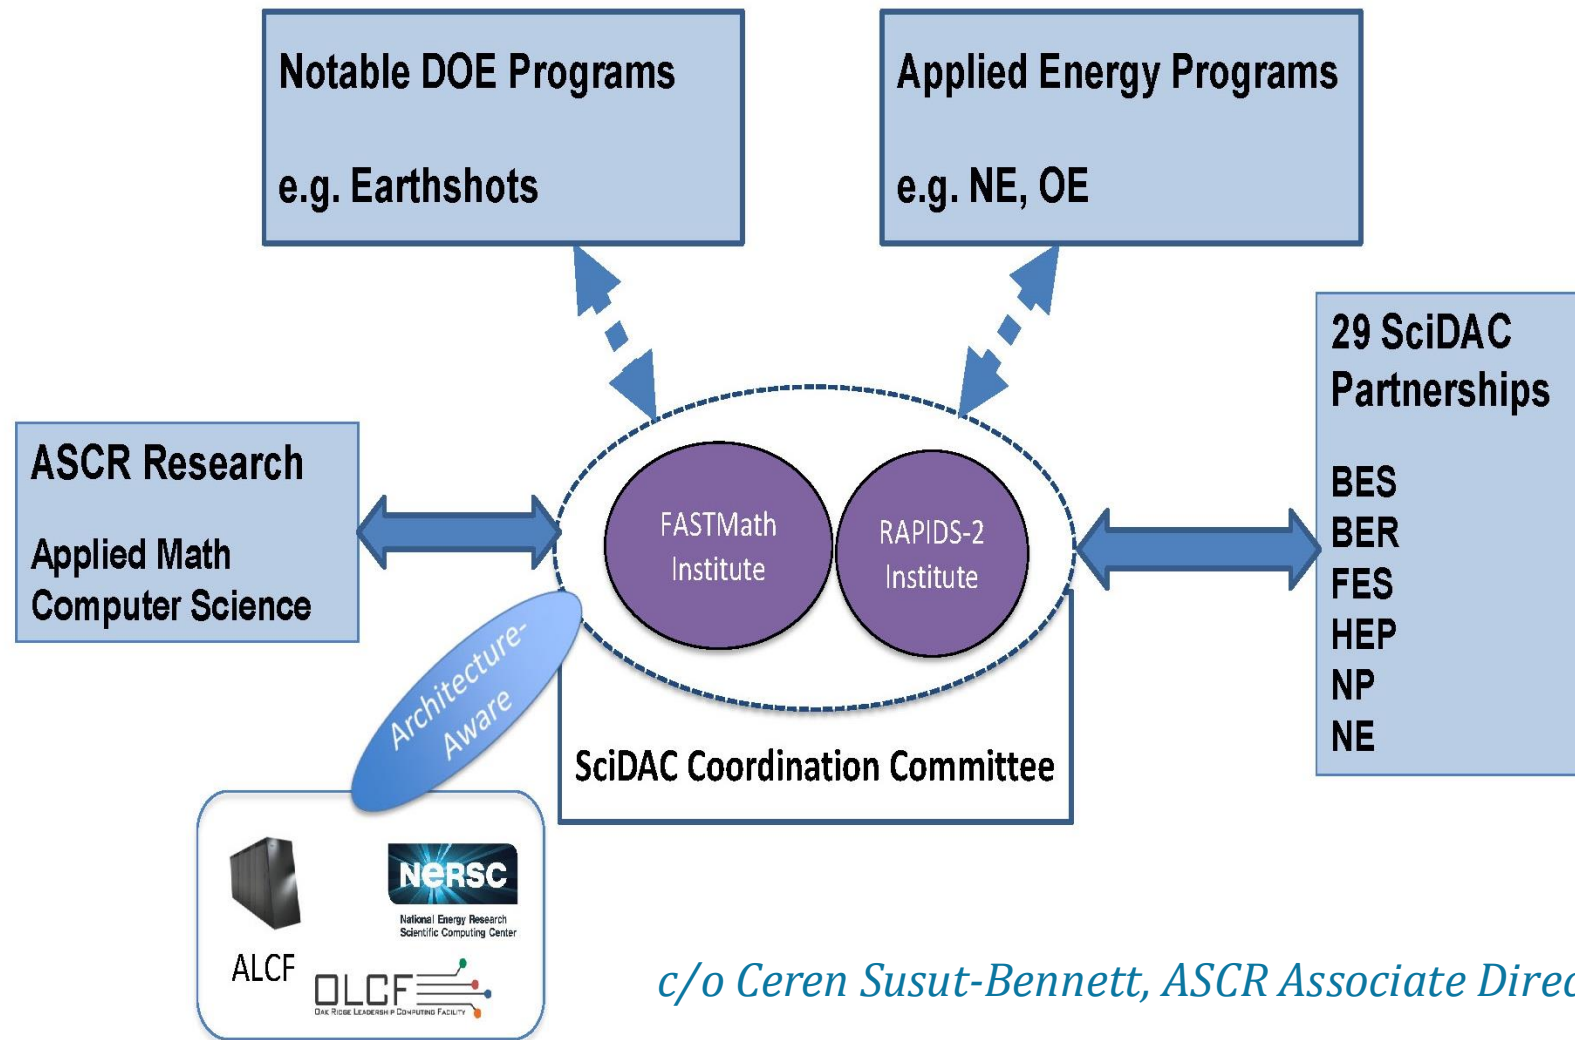 Notable DOE Programs
e.g. Earthshots
Applied Energy Programs
e.g. NE, OE
29 SciDAC
Partnerships
BES
BER
FES
HEP
NP
NE
ASCR Research
Applied Math
Computer Science
FASTMath
Institute
RAPIDS-2
Institute
Architecture-
Aware
SciDAC Coordination Committee
NERSC
National Energy Research
Scientific Computing Center
ALCF
OLCF
OAK RIDGE LEADERSHIP COMPUTING FACILITY
c/o Ceren Susut-Bennett, ASCR Associate Direc